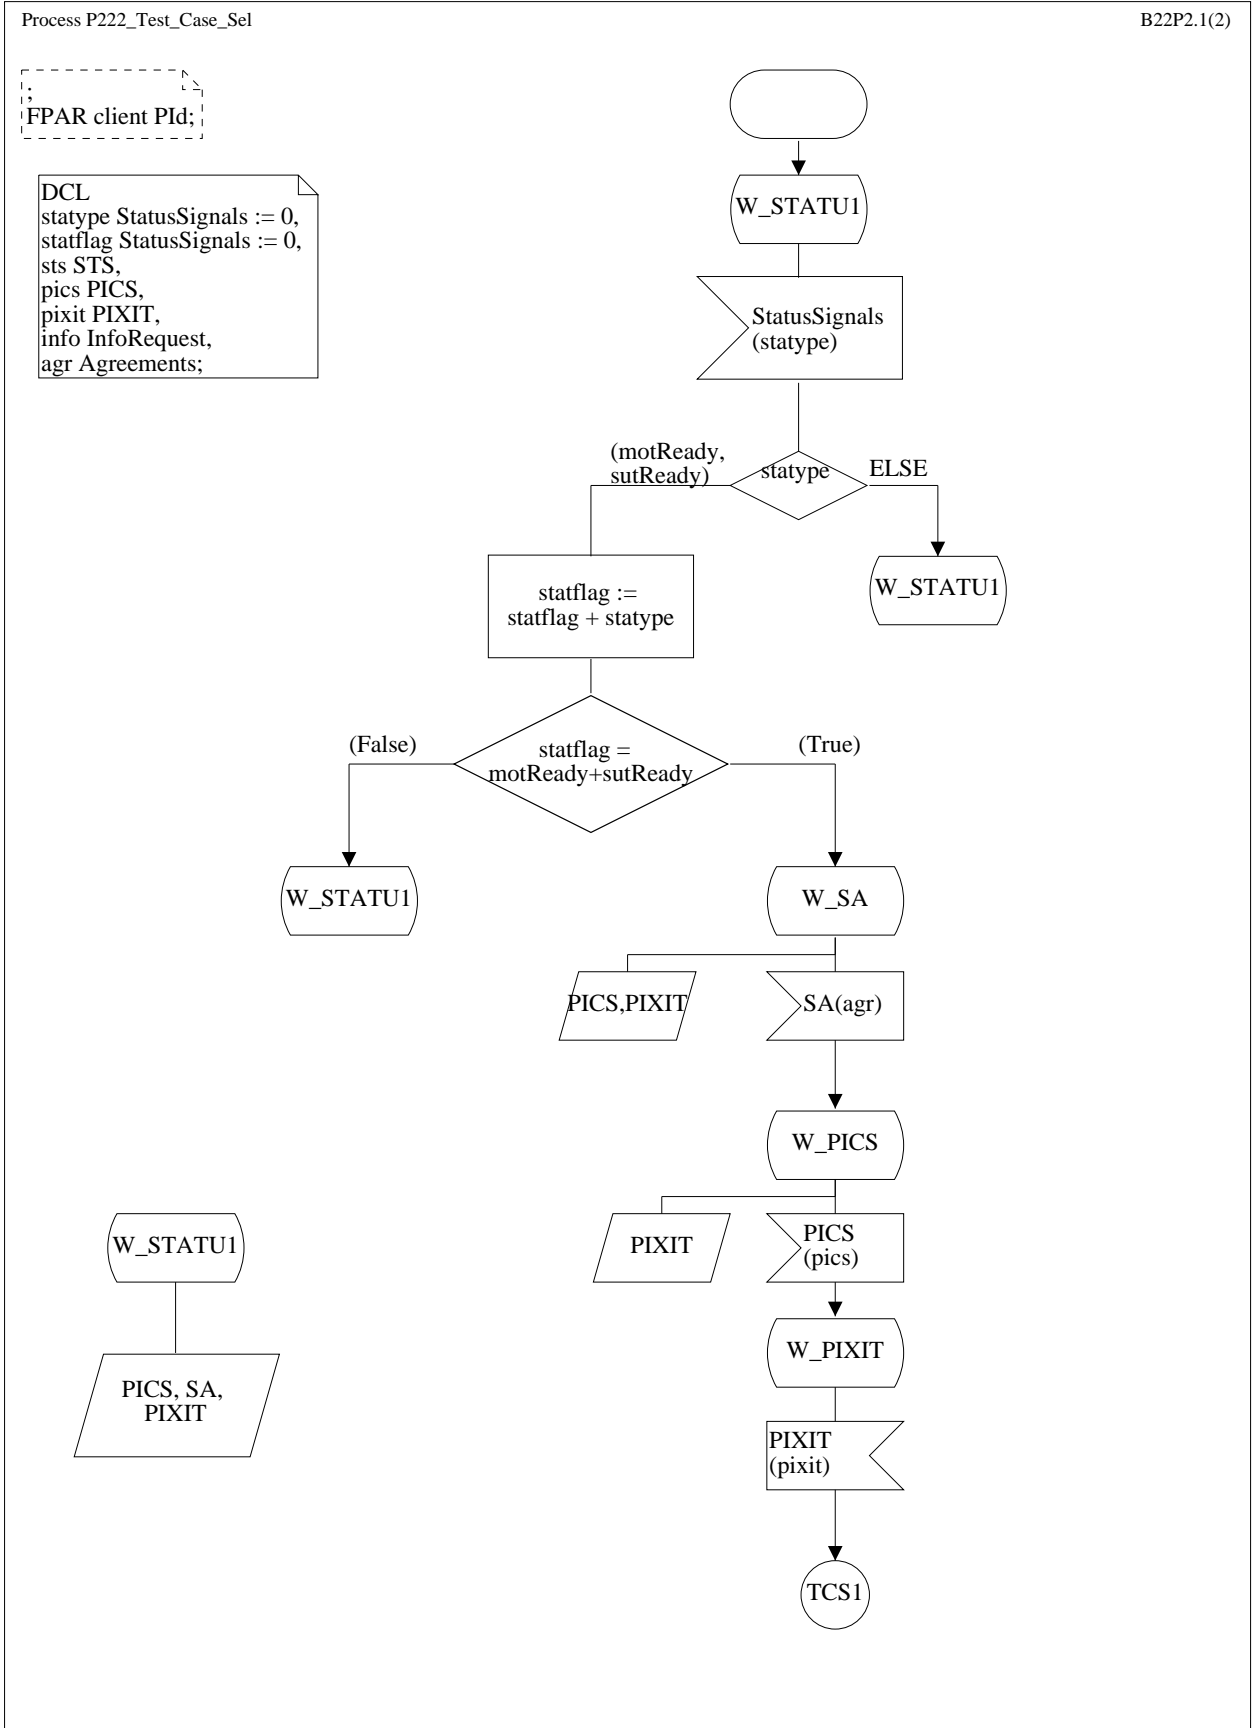 Process P222_Test_Case_Sel
B22P2.1(2)
;
FPAR client PId;
DCL
statype StatusSignals := 0,
statflag StatusSignals := 0,
sts STS,
pics PICS,
pixit PIXIT,
info InfoRequest,
agr Agreements;
W_STATU1
StatusSignals
(statype)
(motReady,
sutReady)
statype
ELSE
W_STATU1
statflag :=
statflag + statype
(False)
statflag =
motReady+sutReady
(True)
W_STATU1
W_SA
PICS,PIXIT
SA(agr)
W_PICS
PIXIT
PICS
(pics)
W_STATU1
W_PIXIT
PICS, SA,
PIXIT
PIXIT
(pixit)
TCS1